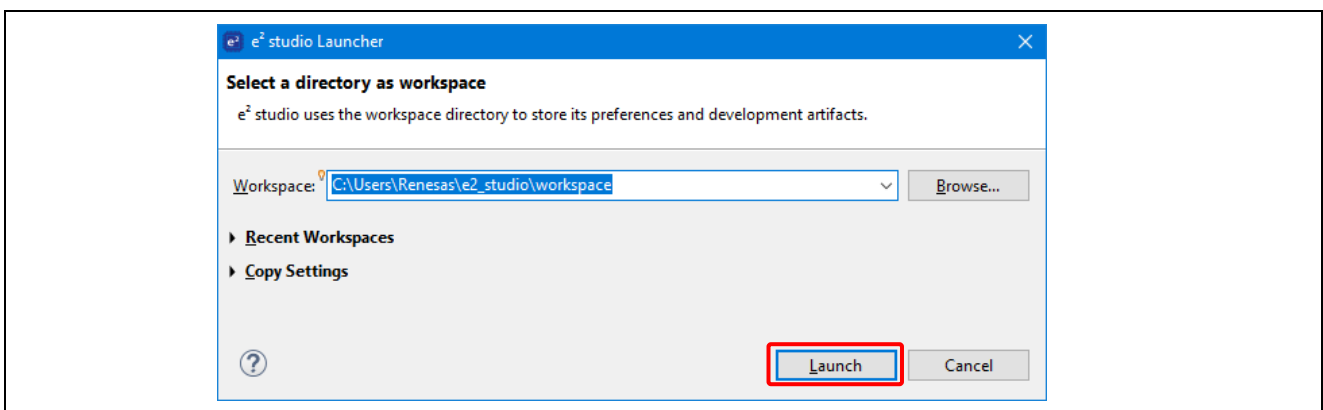 e² e² studio Launcher
Select a directory as workspace
e² studio uses the workspace directory to store its preferences and development artifacts.
Workspace: C:\Users\Renesas\e2_studio\workspace Browse...
Recent Workspaces
Copy Settings
? Launch Cancel